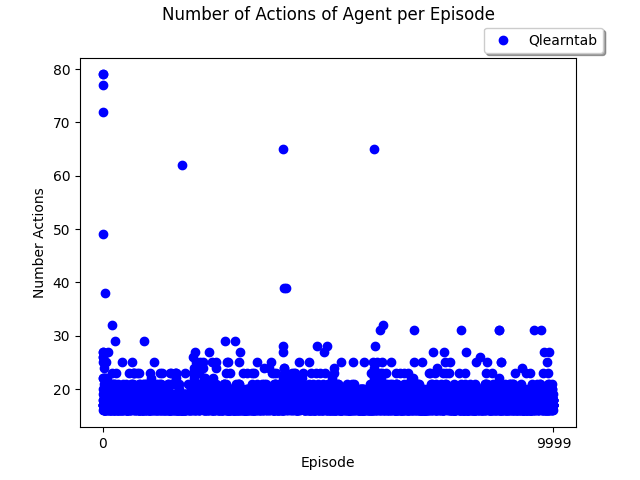 Number of Actions of Agent per Episode
Qlearntab
80
70
60
50
40
30
20
Number Actions
0 9999
Episode